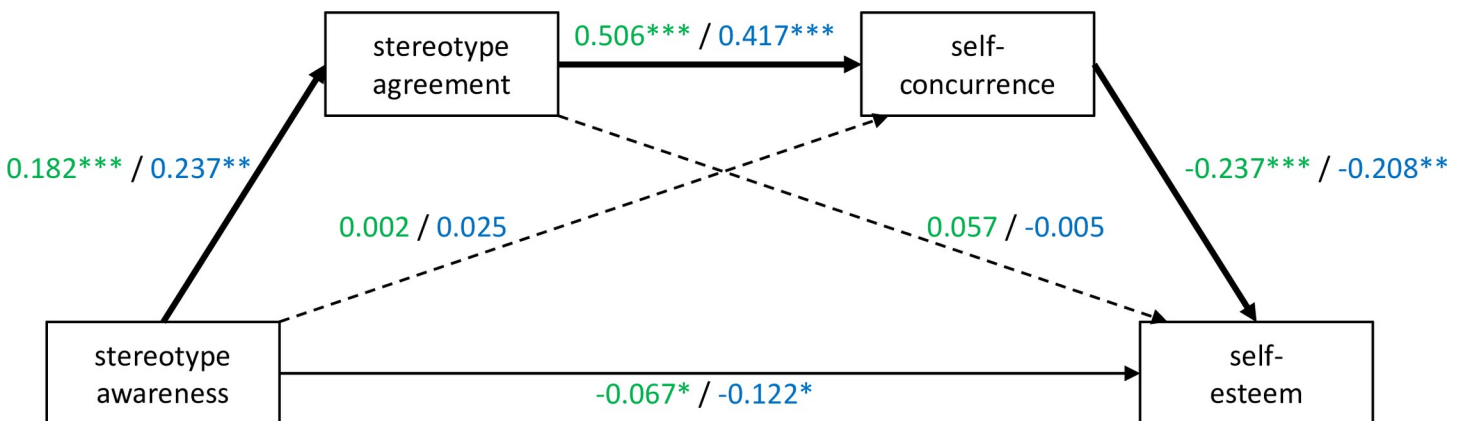 stereotype
agreement
0.506*** / 0.417***
self-
concurrence
0.182*** / 0.237**
-0.237*** / -0.208**
0.002 / 0.025
0.057 / -0.005
stereotype
awareness
-0.067* / -0.122*
self-
esteem